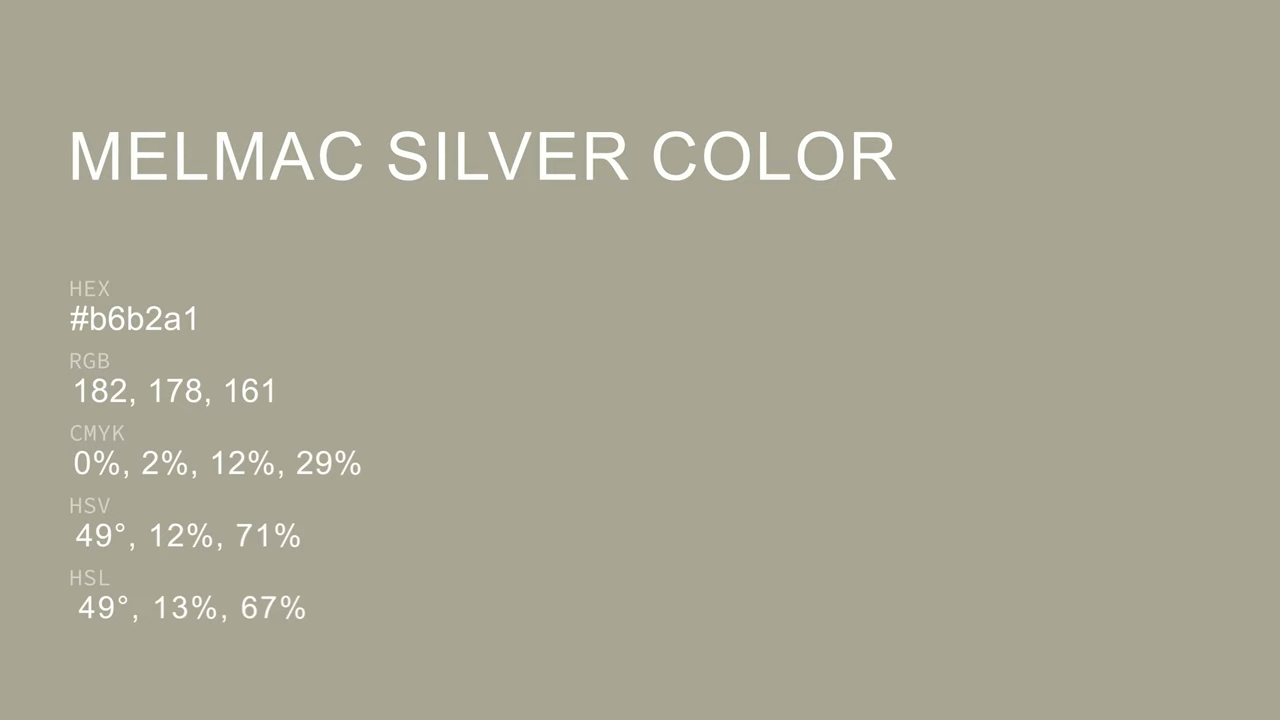 MELMAC SILVER COLOR
HEX
#b6b2a1
RGB
182, 178, 161
CMYK
0%, 2%, 12%, 29%
HSV
49°, 12%, 71%
HSL
49°, 13%, 67%